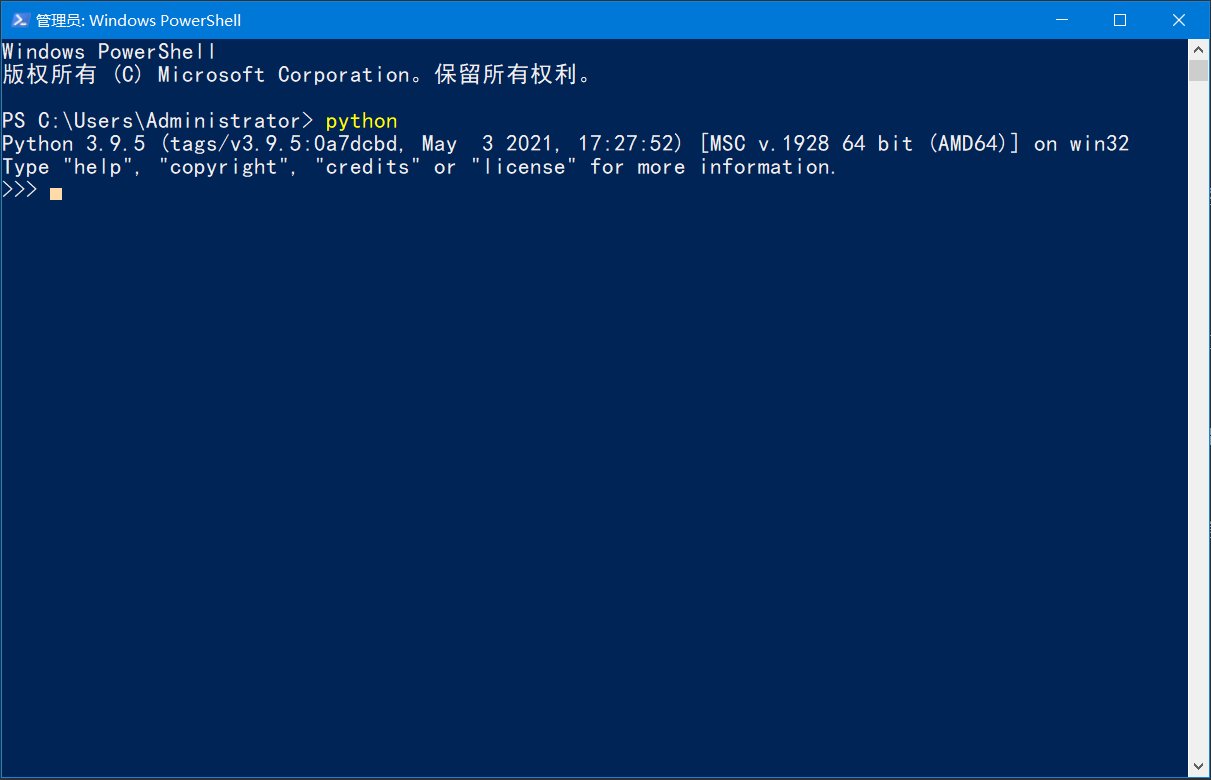 管理员: Windows PowerShell
Windows PowerShell
版权所有 (C) Microsoft Corporation。保留所有权利。
PS C:\Users\Administrator> python
Python 3.9.5 (tags/v3.9.5:0a7dcbd, May  3 2021, 17:27:52) [MSC v.1928 64 bit (AMD64)] on win32
Type "help", "copyright", "credits" or "license" for more information.
>>>